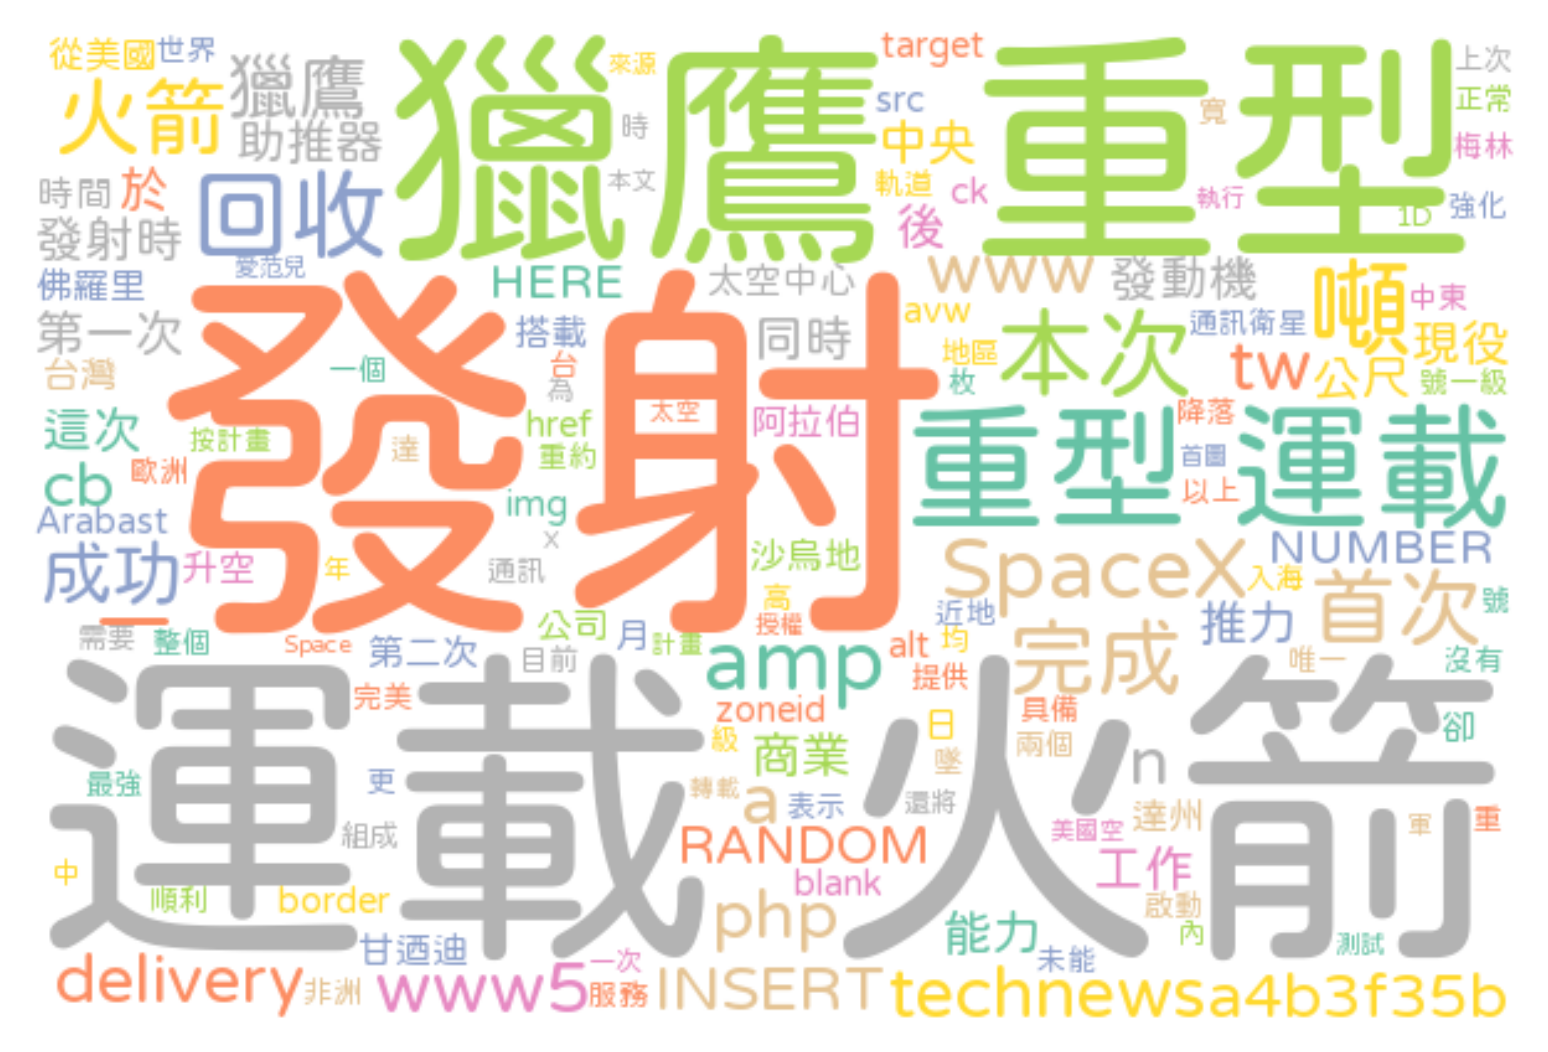 從美國 世界 獵鷹 重型 來源 target 上次
火箭 獵鷹 src 寬 正常
助推器 時 中央 梅林
時間 於 回收 本文 軌道 ck 執行 1D 強化
發射時 後
佛羅里 愛范兒 HERE 太空中心 www 發動機 噸 中東
第一次 發射 搭載 同時 avw 本次 通訊衛星 現役
台灣 一個 台 為 地區 枚 tw 公尺 號一級
這次 按計畫 達 href 太空 阿拉伯 重型 運載 降落
cb 歐洲 重約 首圖
Arabast img 以上
成功 升空 年 x 通訊 沙烏地 SpaceX NUMBER
一 高 近地 入海 首次 號
需要 整個 Space 第二次 公司 月 計畫 授權 均 推力
目前 amp alt 完成 唯一 沒有
運載 火箭 完美 提供
zoneid 日 具備 卻
最強 更 級 商業 墜 兩個 n
組成 轉載 a 表示 還將 達州
RANDOM 美國空 軍 重
中 blank 工作
順利 border php 能力 啟動 內
甘迺迪 未能 測試
delivery 非洲 www5 一次 服務 INSERT technewsa4b3f35b